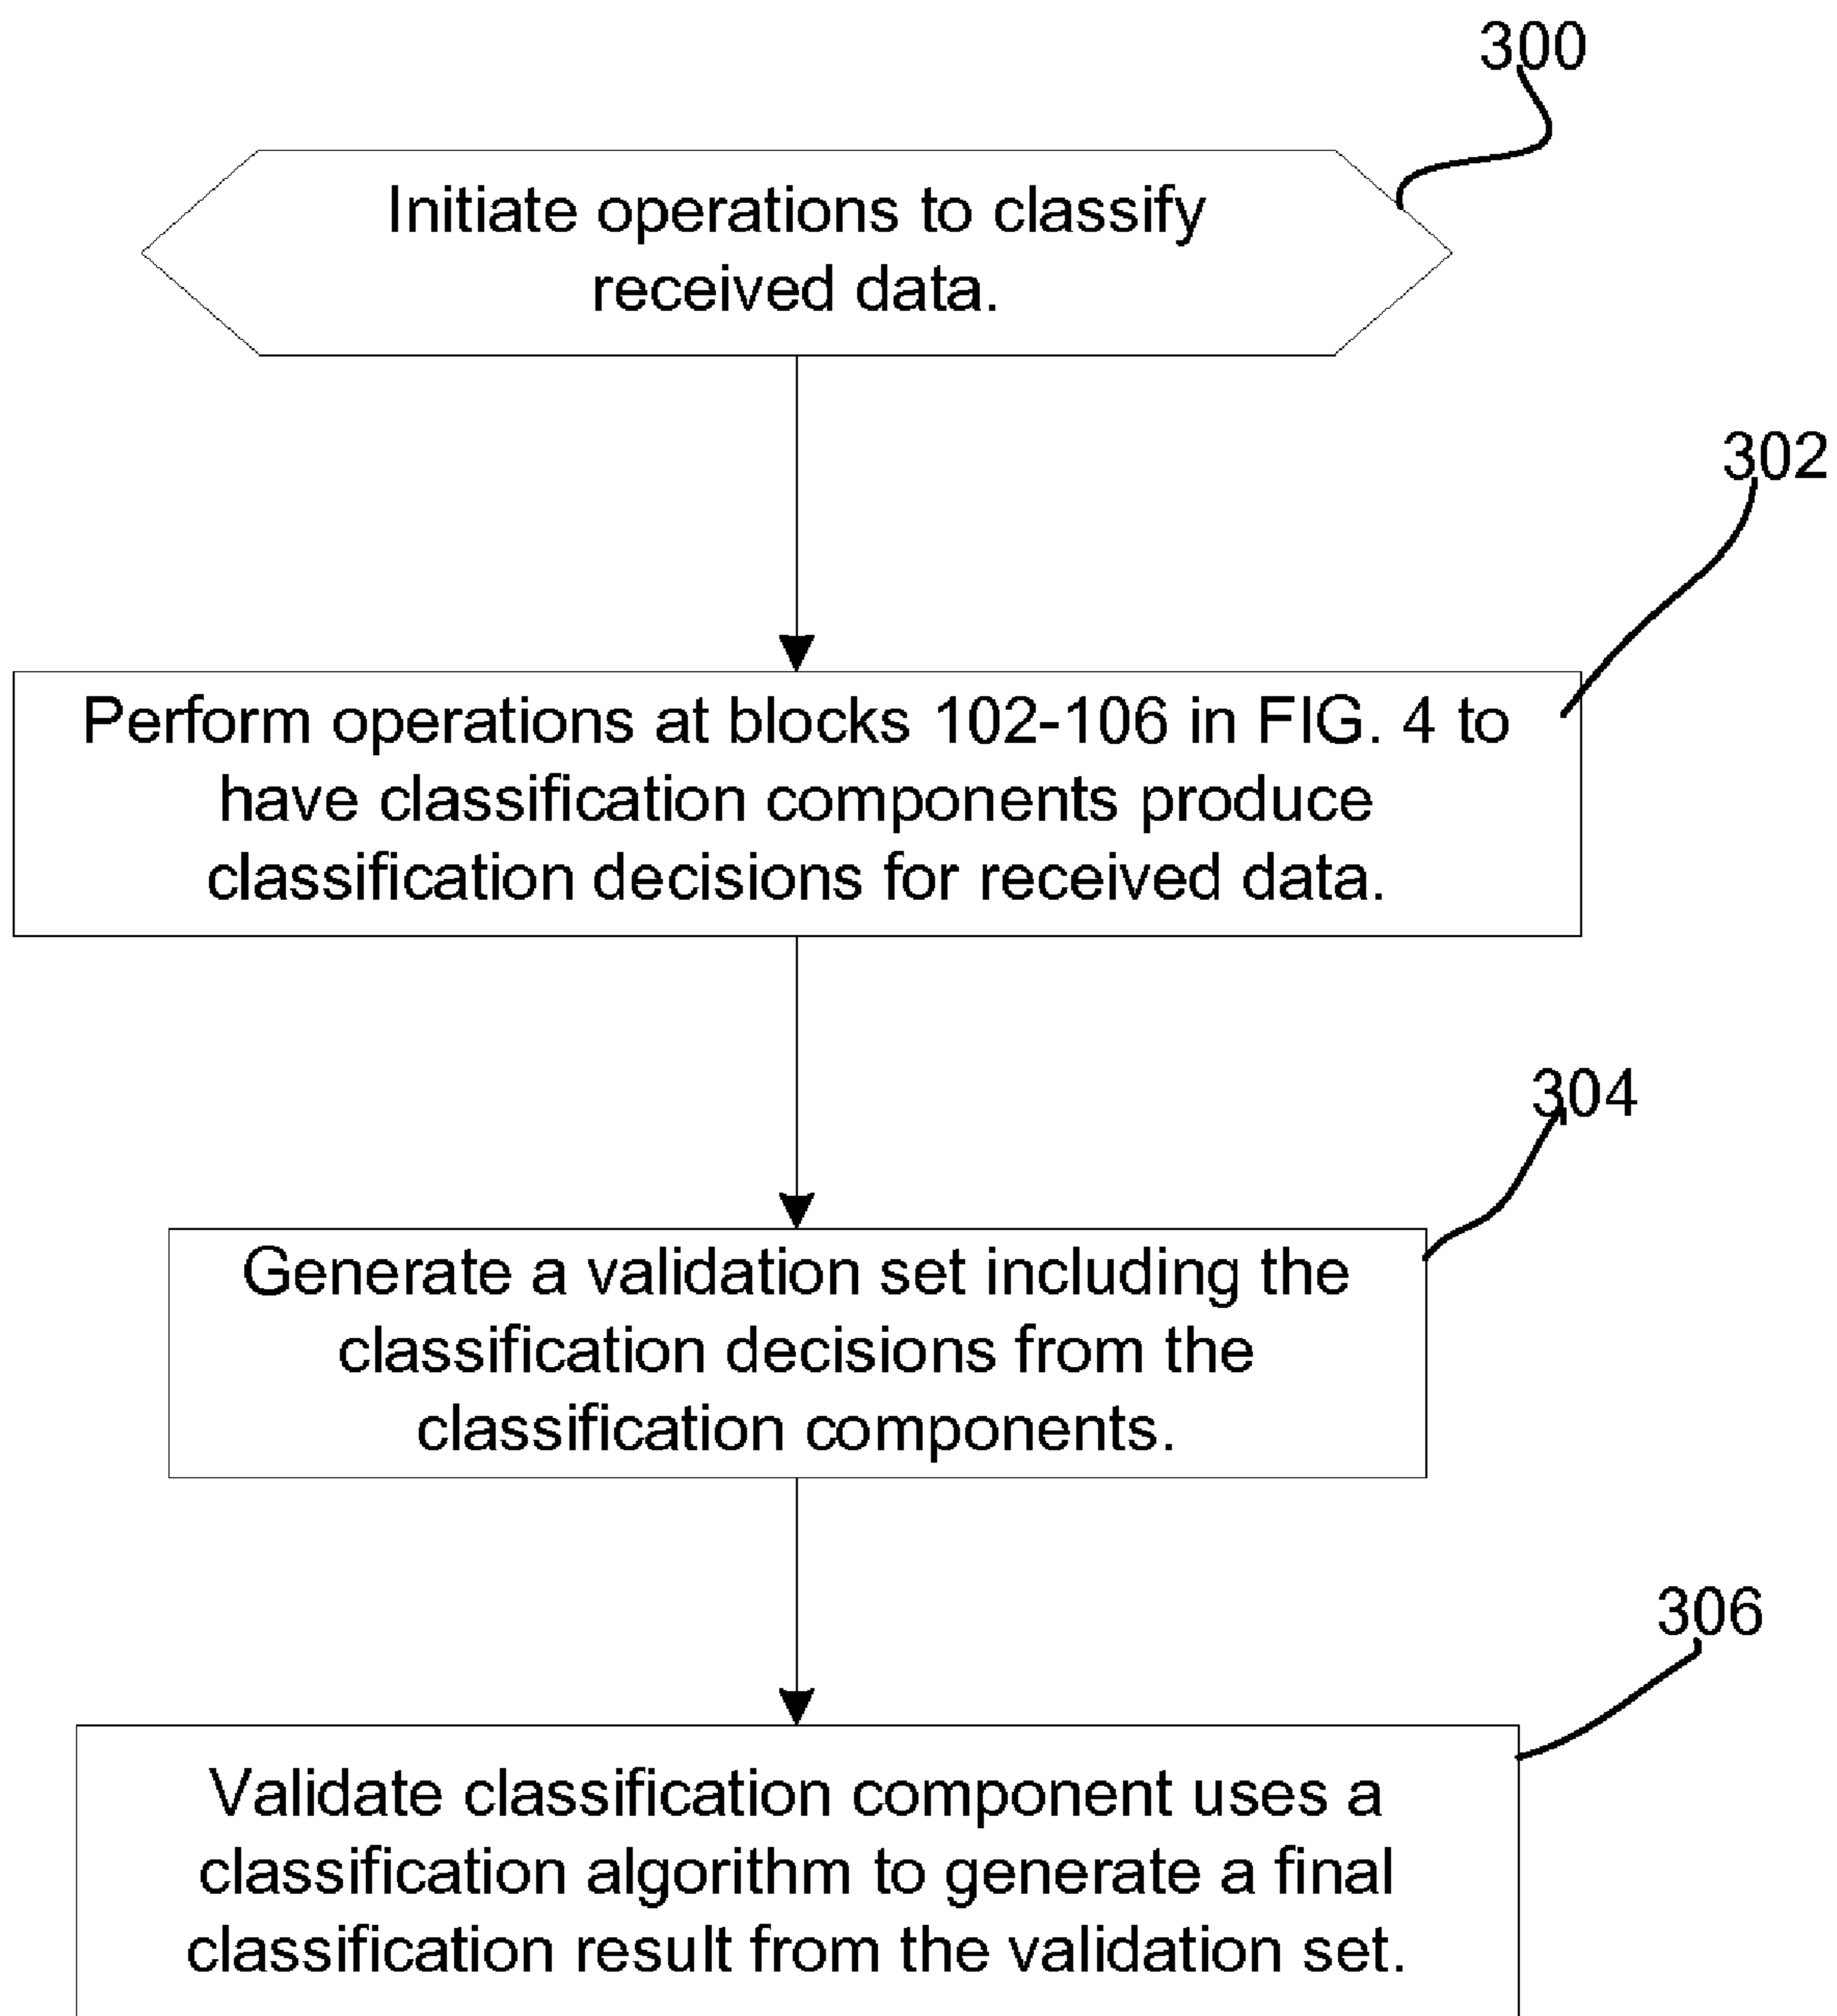 300
Initiate operations to classify
received data.
302
Perform operations at blocks 102-106 in FIG. 4 to
have classification components produce
classification decisions for received data.
304
Generate a validation set including the
classification decisions from the
classification components.
306
Validate classification component uses a
classification algorithm to generate a final
classification result from the validation set.